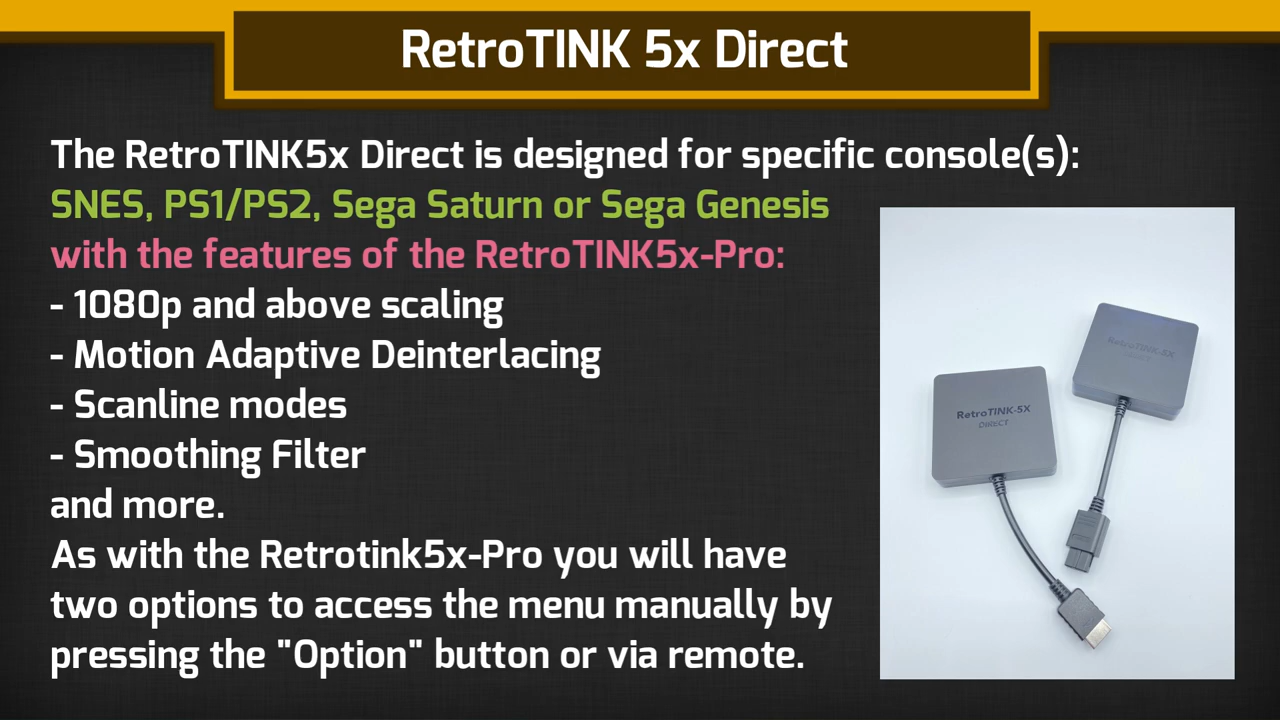 RetroTINK 5x Direct
The RetroTINK5x Direct is designed for specific console(s):
SNES, PS1/PS2, Sega Saturn or Sega Genesis
with the features of the RetroTINK5x-Pro:
- 1080p and above scaling
- Motion Adaptive Deinterlacing
- Scanline modes
- Smoothing Filter
and more.
As with the Retrotink5x-Pro you will have
two options to access the menu manually by
pressing the "Option" button or via remote.
RetroTINK-5X
DIRECT
RetroTINK-5X
DIRECT